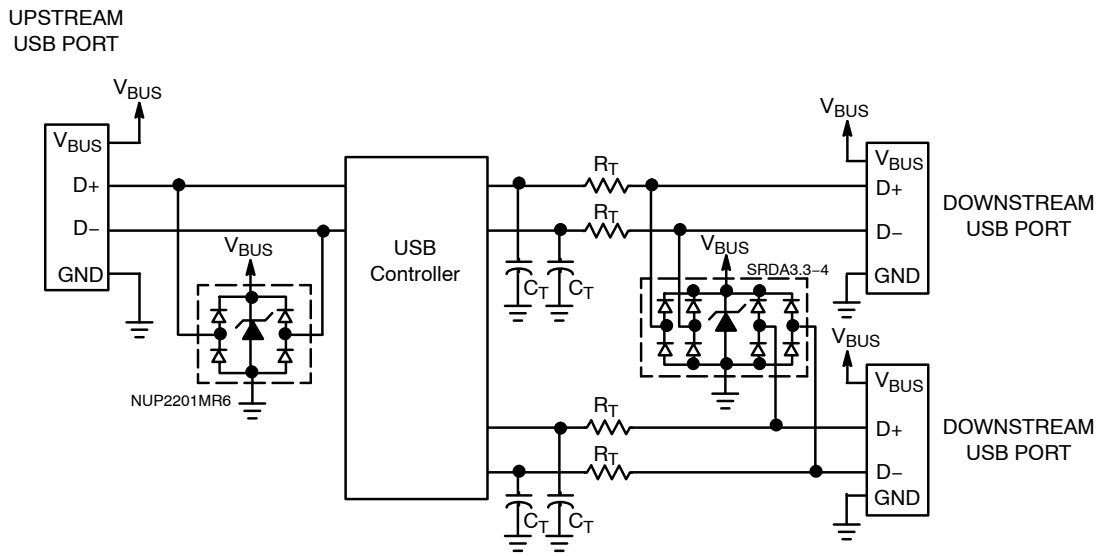 UPSTREAM
USB PORT
VBUS
VBUS
D+
D−
GND
VBUS
NUP2201MR6
USB
Controller
RT
RT
CT
CT
VBUS
SRDA3.3−4
VBUS
VBUS
D+
D−
GND
DOWNSTREAM
USB PORT
RT
RT
CT
CT
VBUS
VBUS
D+
D−
GND
DOWNSTREAM
USB PORT